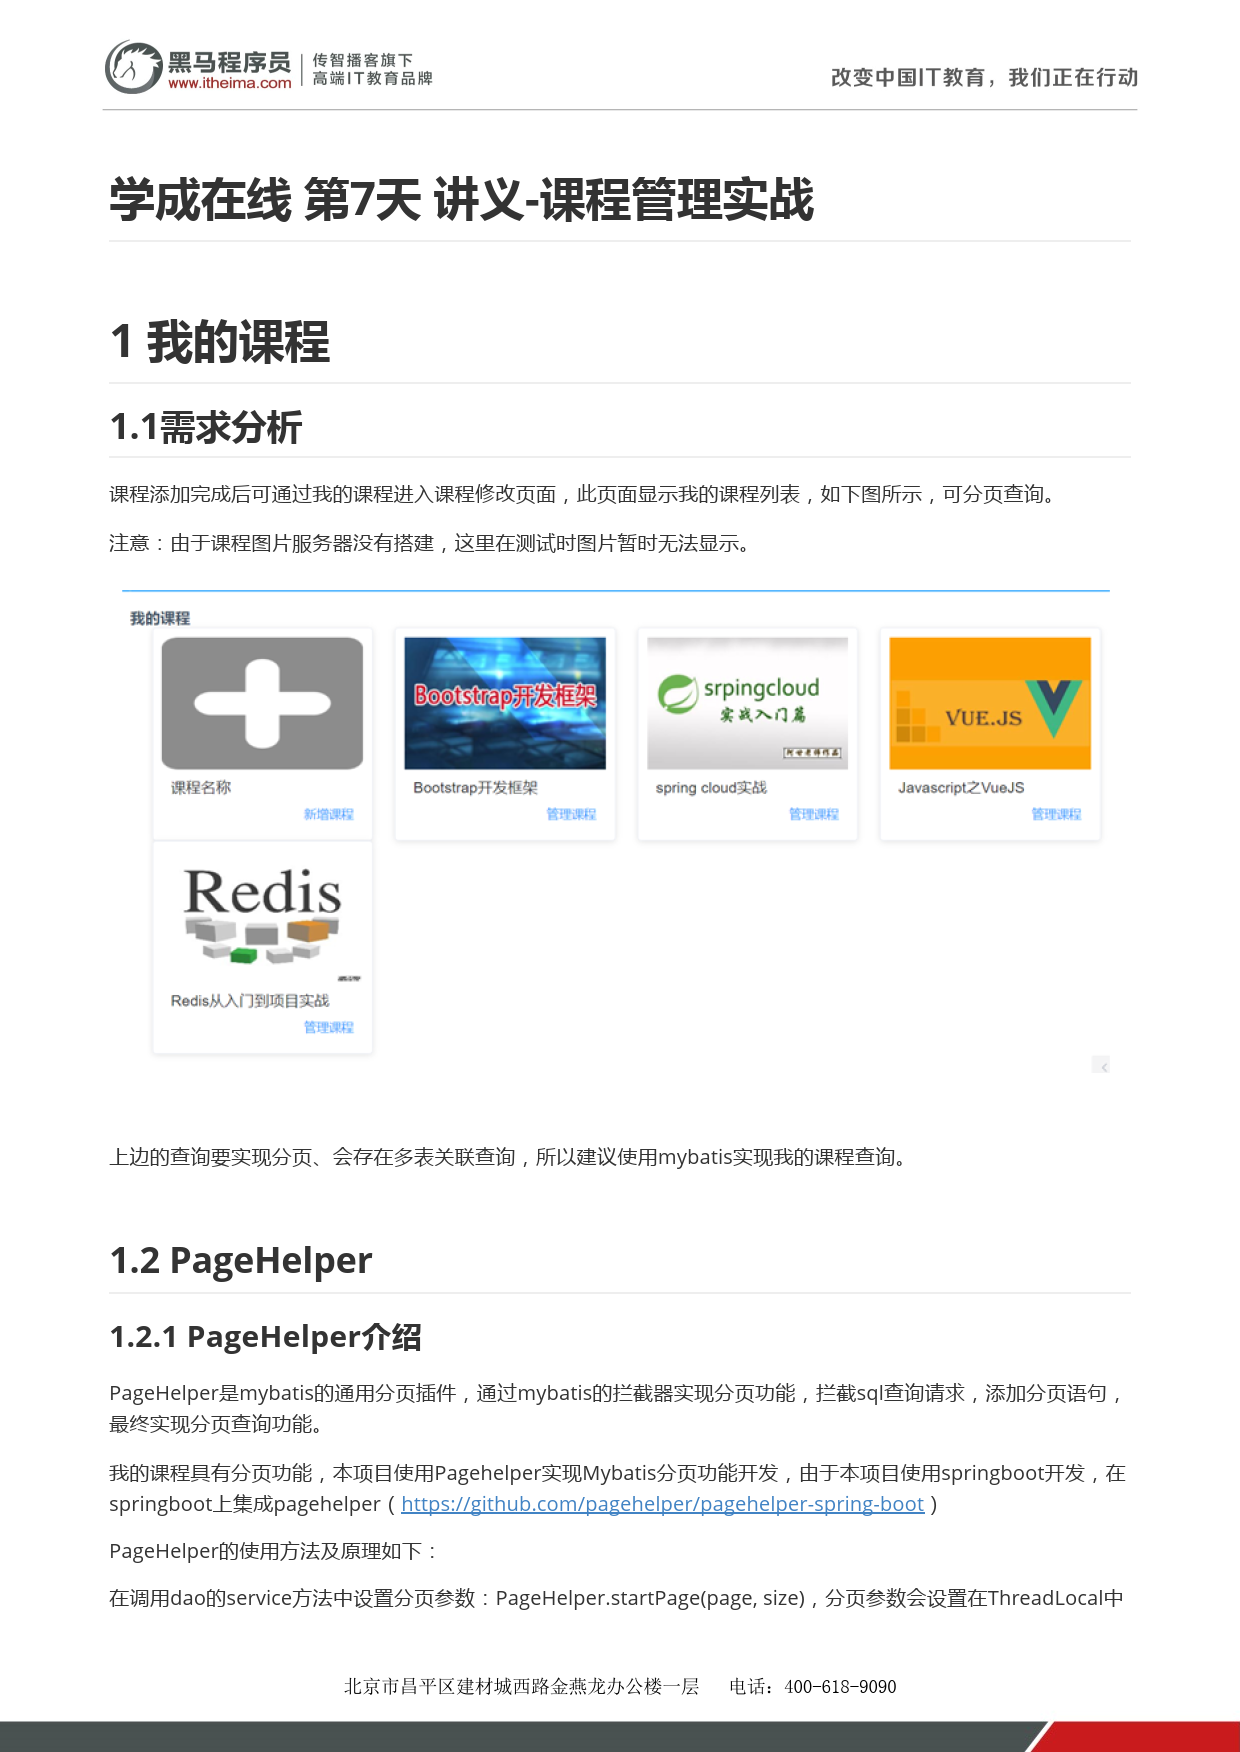 黑马程序员
www.itheima.com
传智播客旗下
高端IT教育品牌
改变中国IT教育，我们正在行动
学成在线 第7天 讲义-课程管理实战
1 我的课程
1.1需求分析
课程添加完成后可通过我的课程进入课程修改页面，此页面显示我的课程列表，如下图所示，可分页查询。
注意：由于课程图片服务器没有搭建，这里在测试时图片暂时无法显示。
我的课程
Bootstrap开发框架
srpingcloud
实战入门篇
VUE.JS
课程名称
Bootstrap开发框架
spring cloud实战
Javascript之VueJS
新增课程
管理课程
管理课程
管理课程
Redis
Redis从入门到项目实战
管理课程
上边的查询要实现分页、会存在多表关联查询，所以建议使用mybatis实现我的课程查询。
1.2 PageHelper
1.2.1 PageHelper介绍
PageHelper是mybatis的通用分页插件，通过mybatis的拦截器实现分页功能，拦截sql查询请求，添加分页语句，
最终实现分页查询功能。
我的课程具有分页功能，本项目使用Pagehelper实现Mybatis分页功能开发，由于本项目使用springboot开发，在
springboot上集成pagehelper（https://github.com/pagehelper/pagehelper-spring-boot）
PageHelper的使用方法及原理如下：
在调用dao的service方法中设置分页参数：PageHelper.startPage(page, size)，分页参数会设置在ThreadLocal中
北京市昌平区建材城西路金燕龙办公楼一层 电话：400-618-9090